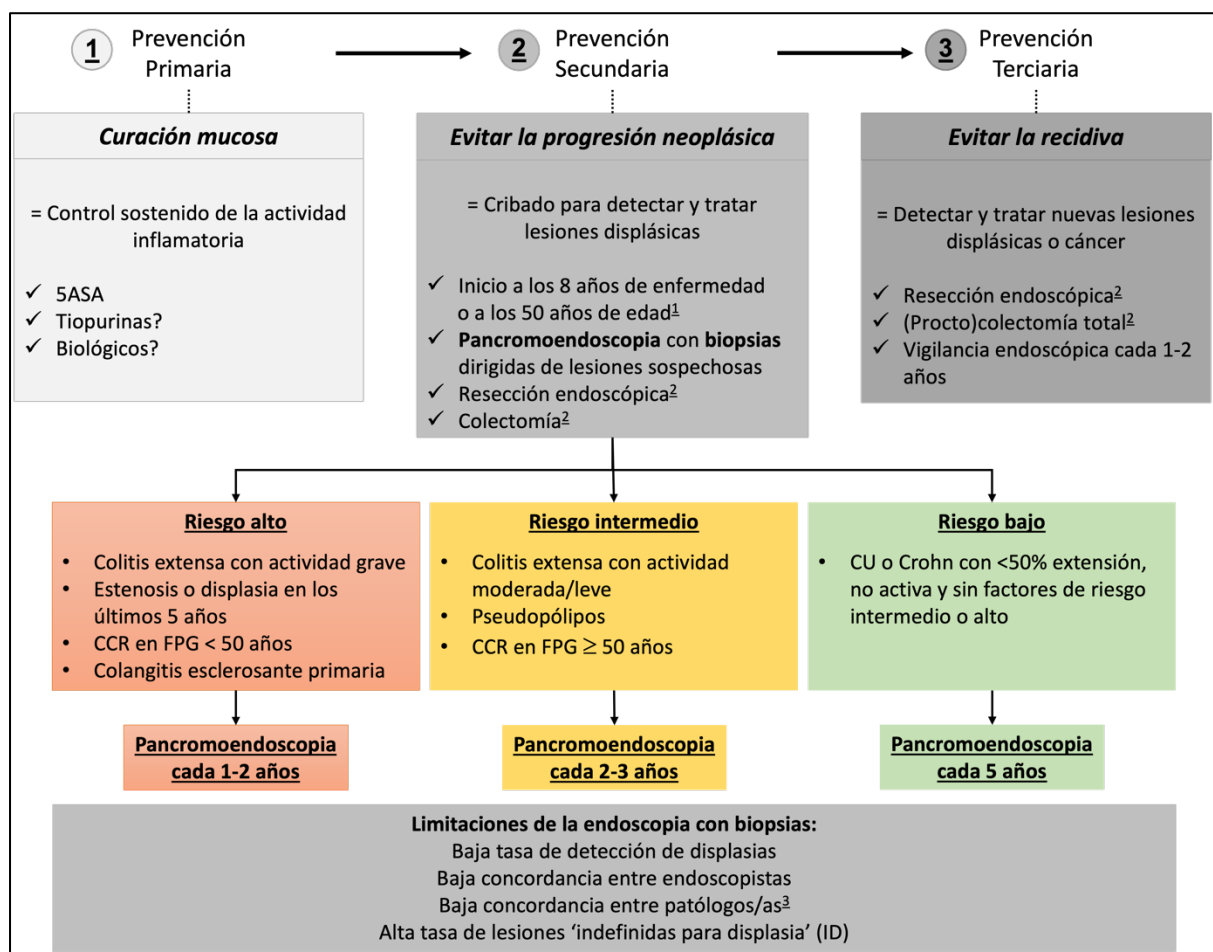 1 Prevención
Primaria
2 Prevención
Secundaria
3 Prevención
Terciaria
Curación mucosa
= Control sostenido de la actividad
inflamatoria
✓ 5ASA
✓ Tiopurinas?
✓ Biológicos?
Evitar la progresión neoplásica
= Cribado para detectar y tratar
lesiones displásicas
✓ Inicio a los 8 años de enfermedad
o a los 50 años de edad1
✓ Pancromoendoscopia con biopsias
dirigidas de lesiones sospechosas
✓ Resección endoscópica2
✓ Colectomía2
Evitar la recidiva
= Detectar y tratar nuevas lesiones
displásicas o cáncer
✓ Resección endoscópica2
✓ (Procto)colectomía total2
✓ Vigilancia endoscópica cada 1-2
años
Riesgo alto
• Colitis extensa con actividad grave
• Estenosis o displasia en los
últimos 5 años
• CCR en FPG < 50 años
• Colangitis esclerosante primaria
Riesgo intermedio
• Colitis extensa con actividad
moderada/leve
• Pseudopólipos
• CCR en FPG ≥ 50 años
Riesgo bajo
• CU o Crohn con <50% extensión,
no activa y sin factores de riesgo
intermedio o alto
Pancromoendoscopia
cada 1-2 años
Pancromoendoscopia
cada 2-3 años
Pancromoendoscopia
cada 5 años
Limitaciones de la endoscopia con biopsias:
Baja tasa de detección de displasias
Baja concordancia entre endoscopistas
Baja concordancia entre patólogos/as3
Alta tasa de lesiones ‘indefinidas para displasia’ (ID)